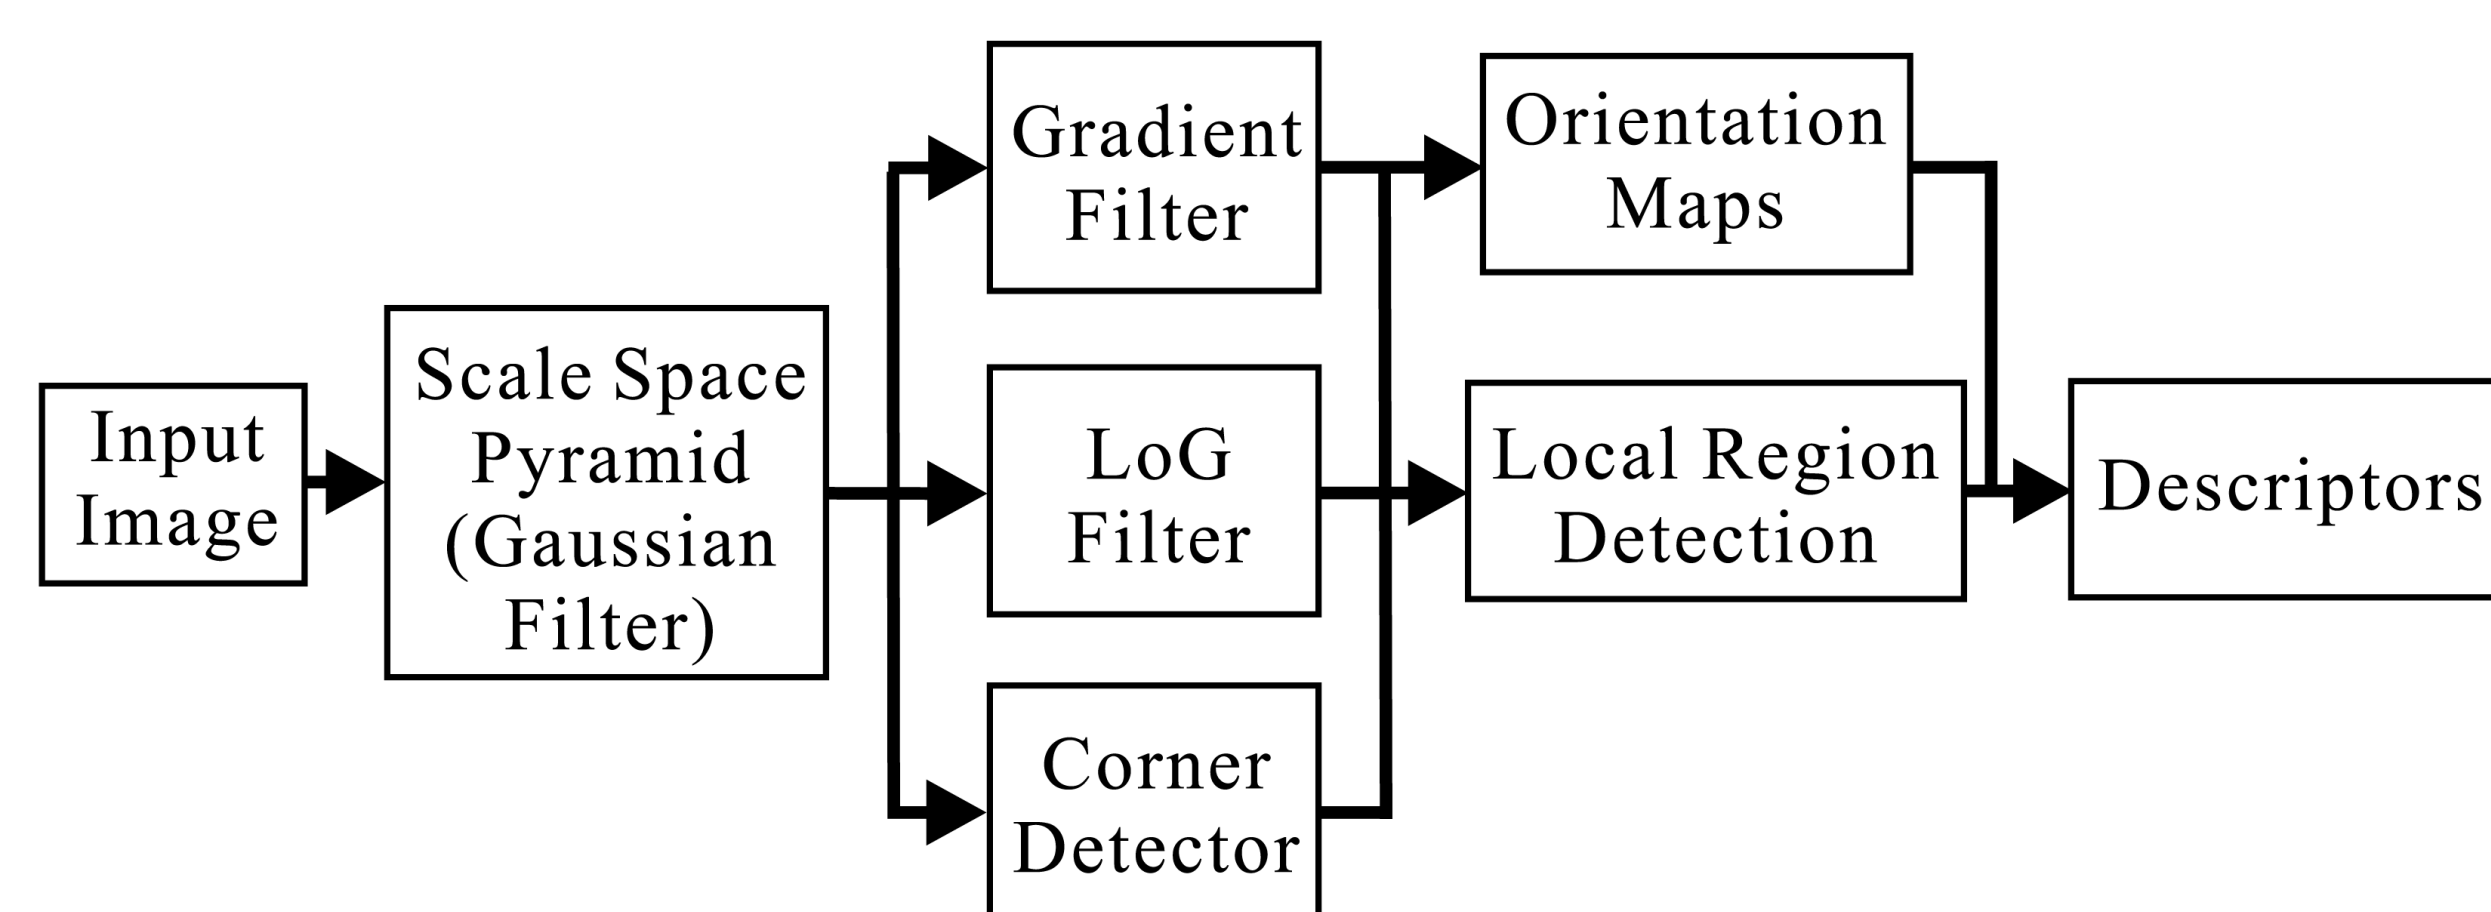 Input
Image
Scale Space
Pyramid
(Gaussian
Filter)
Gradient
Filter
LoG
Filter
Corner
Detector
Orientation
Maps
Local Region
Detection
Descriptors